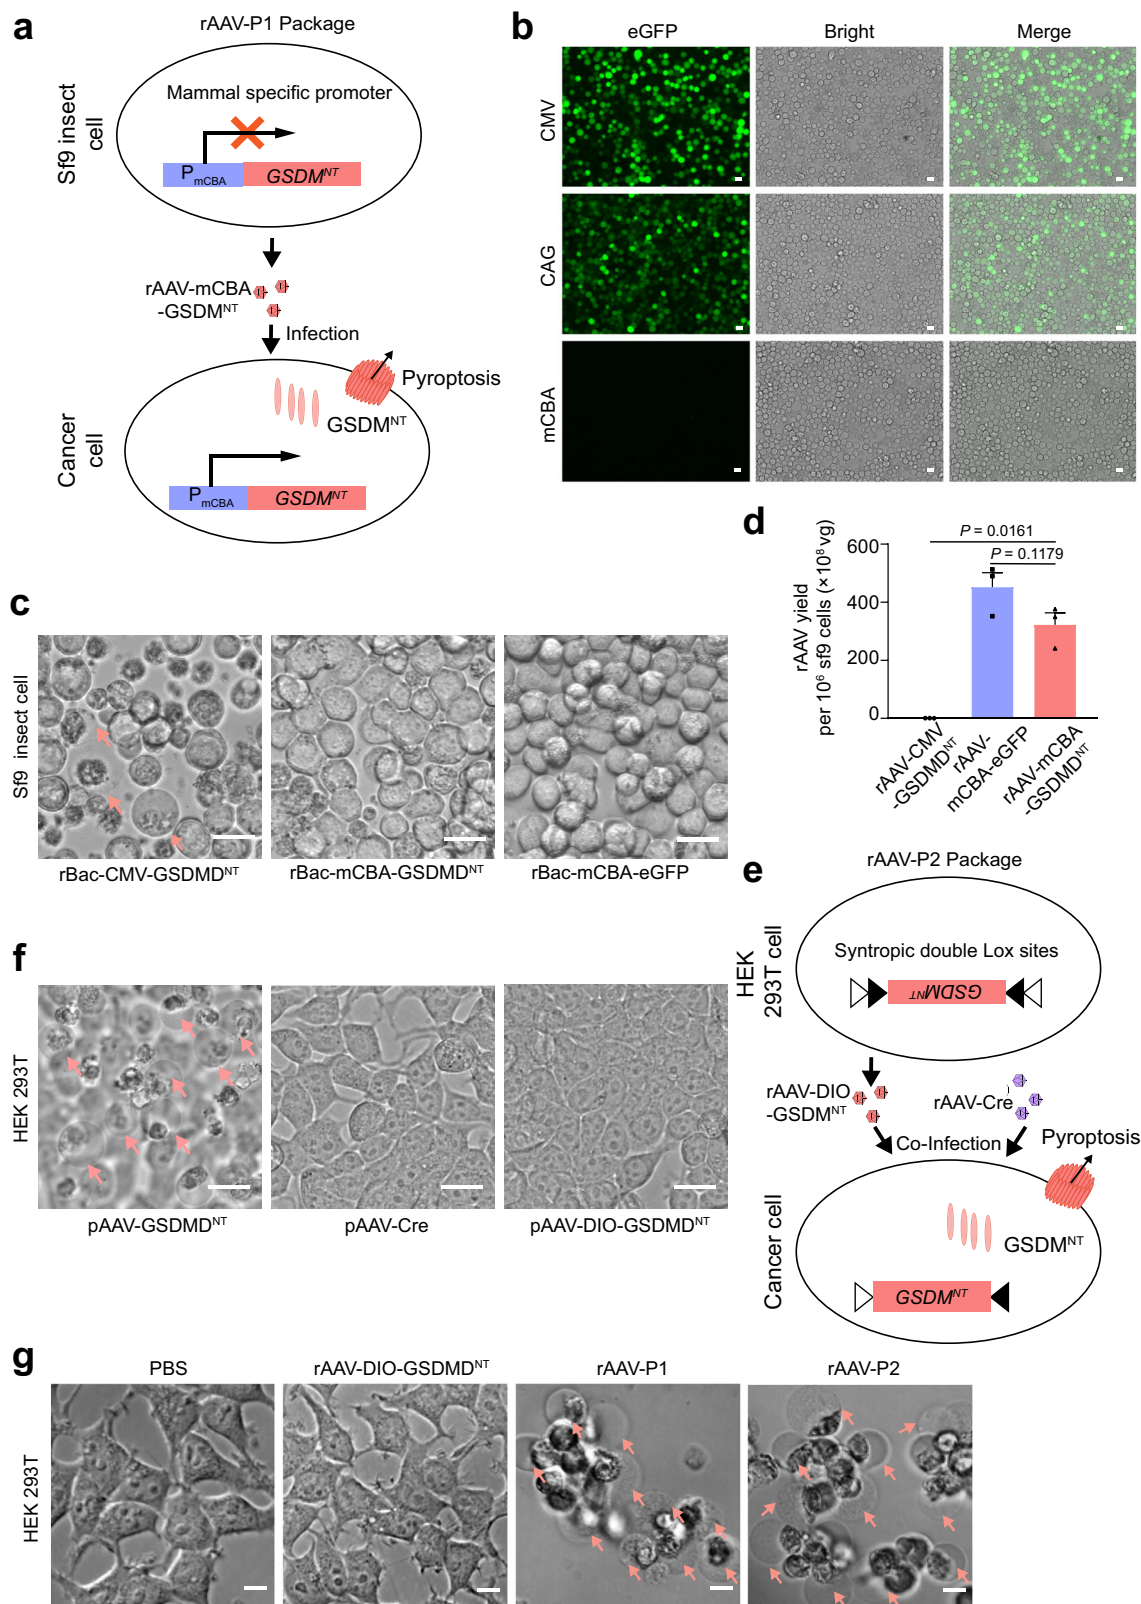 a
rAAV-P1 Package
Sf9 insect
cell
Mammal specific promoter
PmCBA
GSDMNT
rAAV-mCBA
-GSDMNT
Infection
Cancer
cell
Pyroptosis
GSDMNT
PmCBA
GSDMNT
b
eGFP
Bright
Merge
CMV
CAG
mCBA
c
Sf9 insect cell
rBac-CMV-GSDMDNT
rBac-mCBA-GSDMDNT
rBac-mCBA-eGFP
d
P = 0.0161
P = 0.1179
rAAV yield
per 10^6 sf9 cells (×10^8 vg)
600
400
200
0
rAAV-CMV
-GSDMDNT
rAAV-
mCBA-eGFP
rAAV-mCBA
-GSDMDNT
e
rAAV-P2 Package
HEK
293T cell
Syntropic double Lox sites
GSDMNT
rAAV-DIO
-GSDMNT
rAAV-Cre
Co-Infection
Pyroptosis
Cancer cell
GSDMNT
GSDMNT
f
HEK 293T
pAAV-GSDMDNT
pAAV-Cre
pAAV-DIO-GSDMDNT
g
PBS
rAAV-DIO-GSDMDNT
rAAV-P1
rAAV-P2
HEK 293T